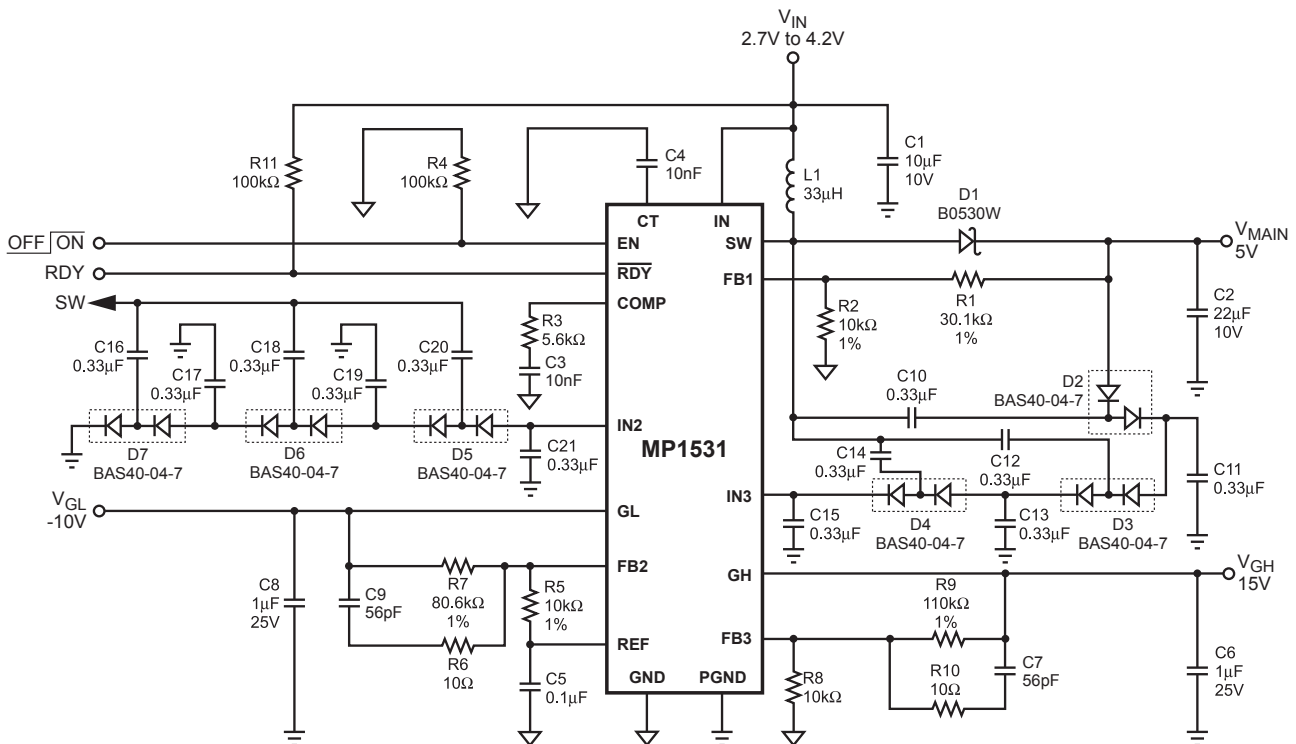 V_IN
2.7V to 4.2V
C4
10nF
C1
10µF
10V
R11
100kΩ
R4
100kΩ
L1
33µH
D1
B0530W
CT
IN
OFF ON
EN
SW
V_MAIN
5V
RDY
RDY
FB1
SW
COMP
R3
5.6kΩ
R2
10kΩ
1%
R1
30.1kΩ
1%
C2
22µF
10V
C16
0.33µF
C17
0.33µF
C18
0.33µF
C19
0.33µF
C20
0.33µF
C3
10nF
C10
0.33µF
D2
BAS40-04-7
IN2
MP1531
D7
BAS40-04-7
D6
BAS40-04-7
D5
BAS40-04-7
C21
0.33µF
C14
0.33µF
C12
0.33µF
C11
0.33µF
IN3
C15
0.33µF
D4
BAS40-04-7
C13
0.33µF
D3
BAS40-04-7
V_GL
-10V
GL
GH
V_GH
15V
C8
1µF
25V
C9
56pF
R7
80.6kΩ
1%
R6
10Ω
FB2
R5
10kΩ
1%
R9
110kΩ
1%
FB3
REF
C5
0.1µF
GND
PGND
R8
10kΩ
R10
10Ω
C7
56pF
C6
1µF
25V